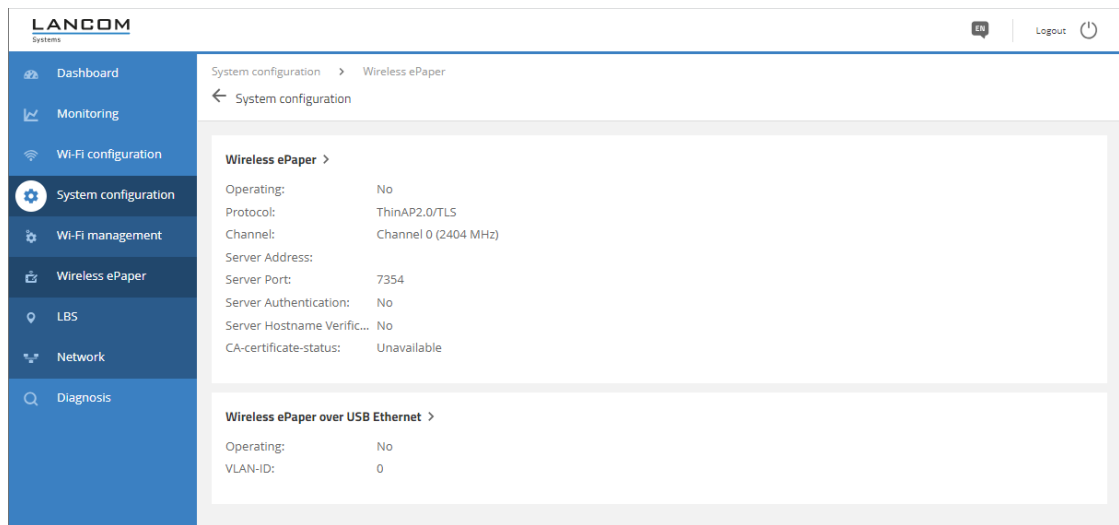 LANCOM
Systems
EN
Logout
Dashboard
Monitoring
Wi-Fi configuration
System configuration
Wi-Fi management
Wireless ePaper
LBS
Network
Diagnosis
System configuration > Wireless ePaper
← System configuration
Wireless ePaper >
Operating: No
Protocol: ThinAP2.0/TLS
Channel: Channel 0 (2404 MHz)
Server Address:
Server Port: 7354
Server Authentication: No
Server Hostname Verific... No
CA-certificate-status: Unavailable
Wireless ePaper over USB Ethernet >
Operating: No
VLAN-ID: 0